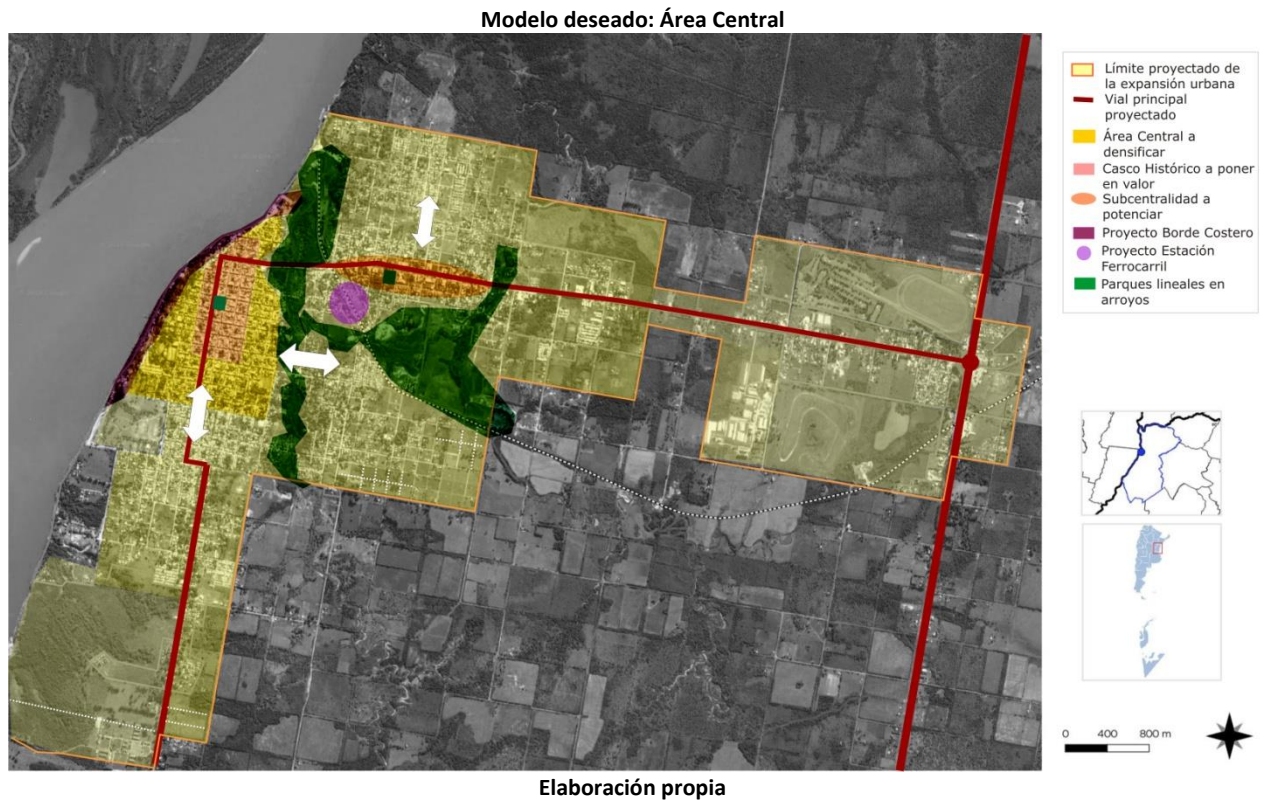 Modelo deseado: Área Central
Límite proyectado de
la expansión urbana
Vial principal
proyectado
Área Central a
densificar
Casco Histórico a poner
en valor
Subcentralidad a
potenciar
Proyecto Borde Costero
Proyecto Estación
Ferrocarril
Parques lineales en
arroyos
0 400 800 m
Elaboración propia